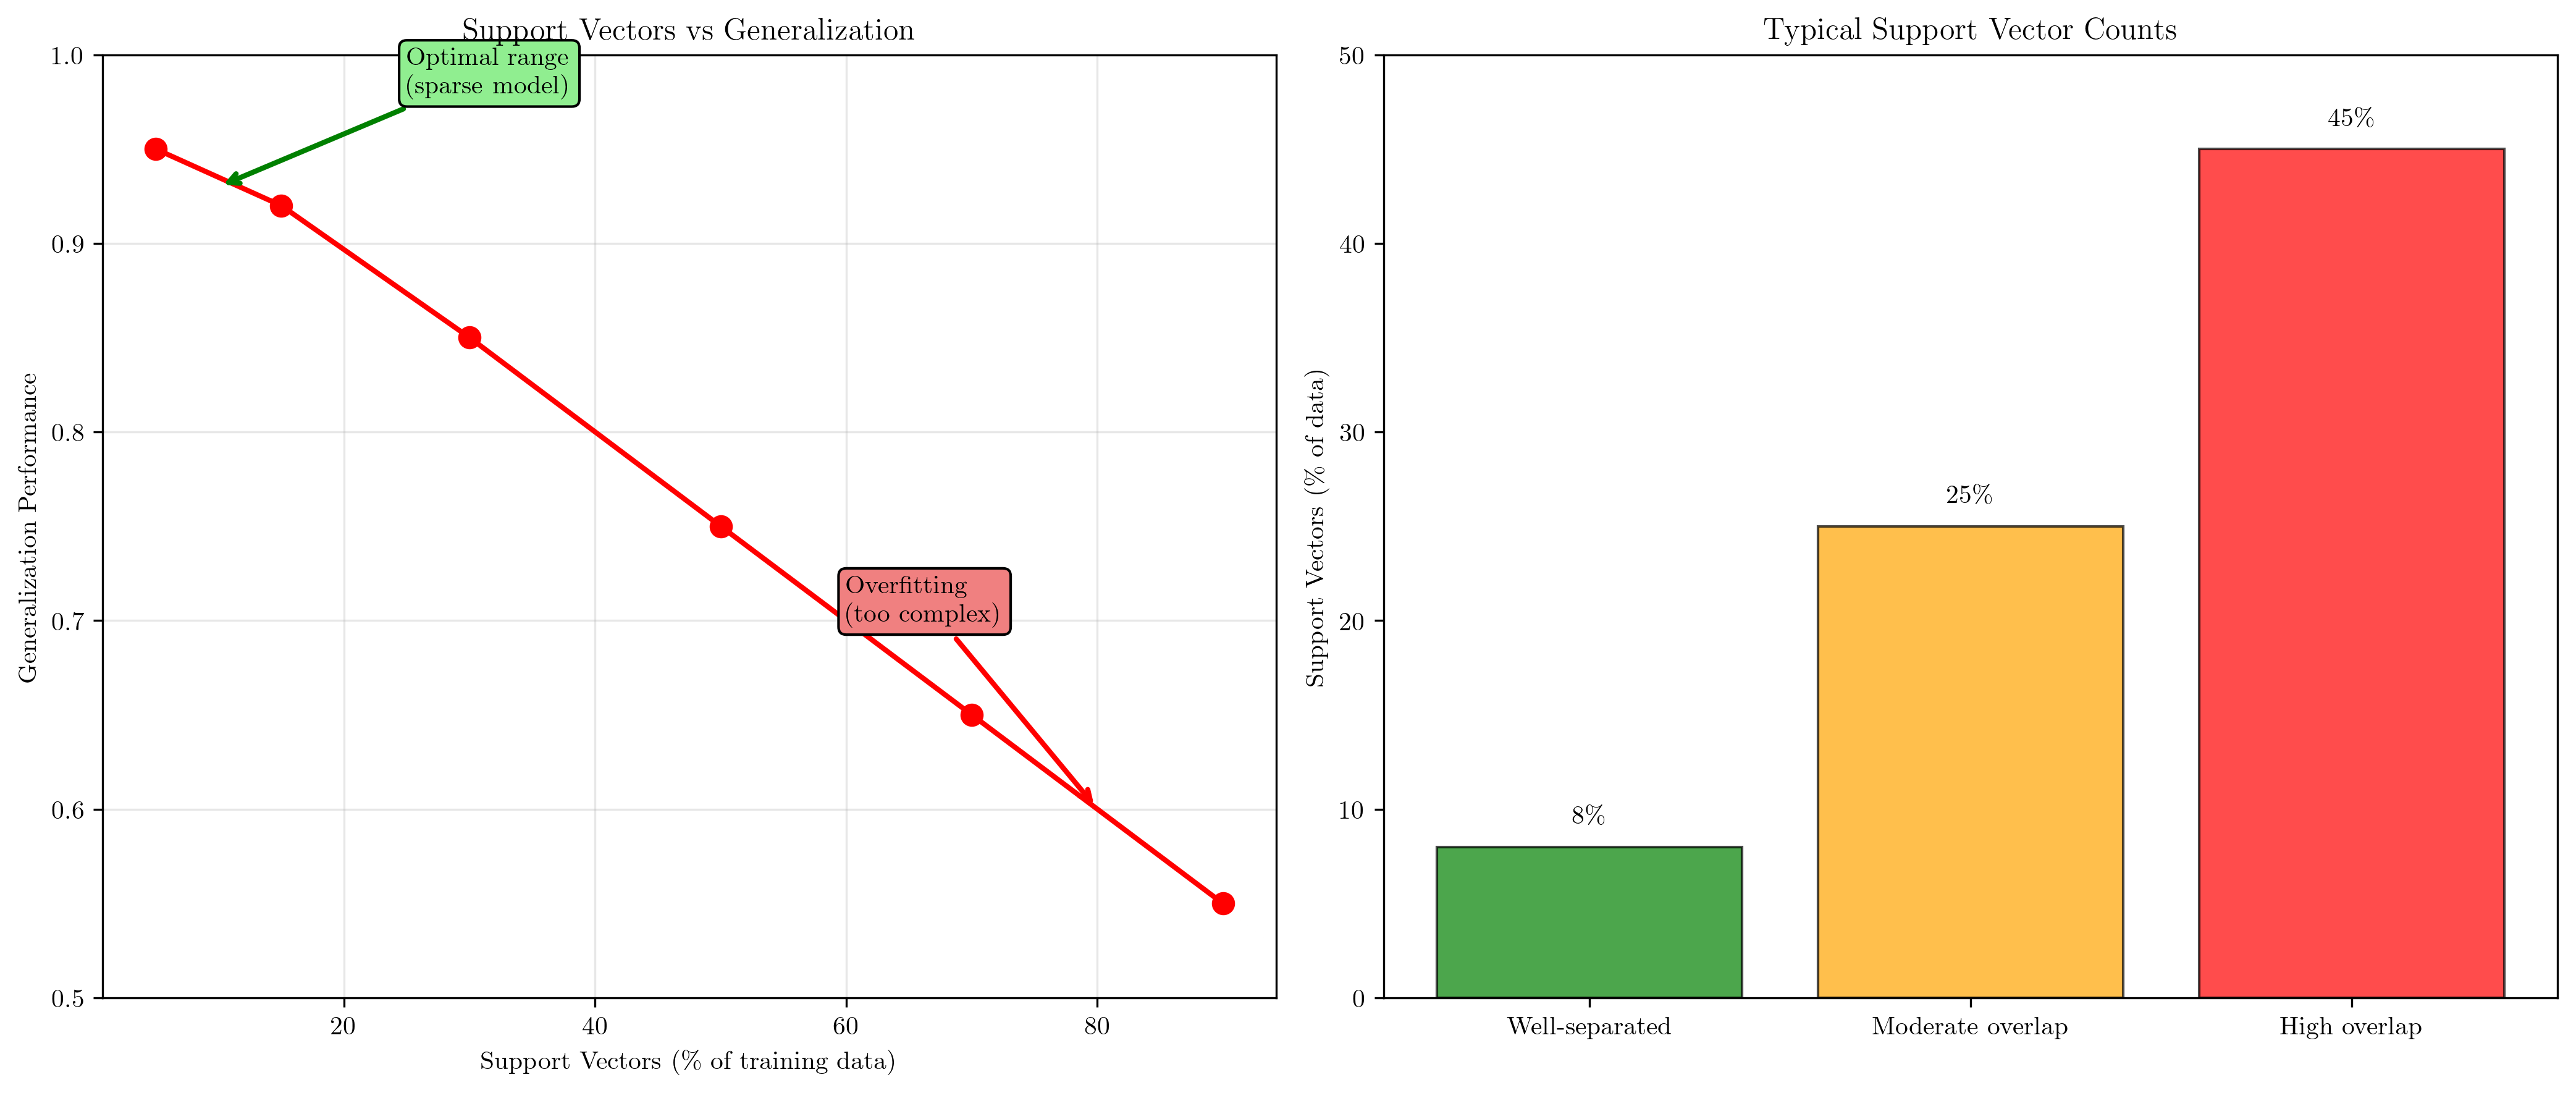 Support Vectors vs Generalization
Optimal range
(sparse model)
Overfitting
(too complex)
Generalization Performance
1.0
0.9
0.8
0.7
0.6
0.5
20
40
60
80
Support Vectors (% of training data)
Typical Support Vector Counts
Support Vectors (% of data)
50
40
30
20
10
0
8%
25%
45%
Well-separated
Moderate overlap
High overlap